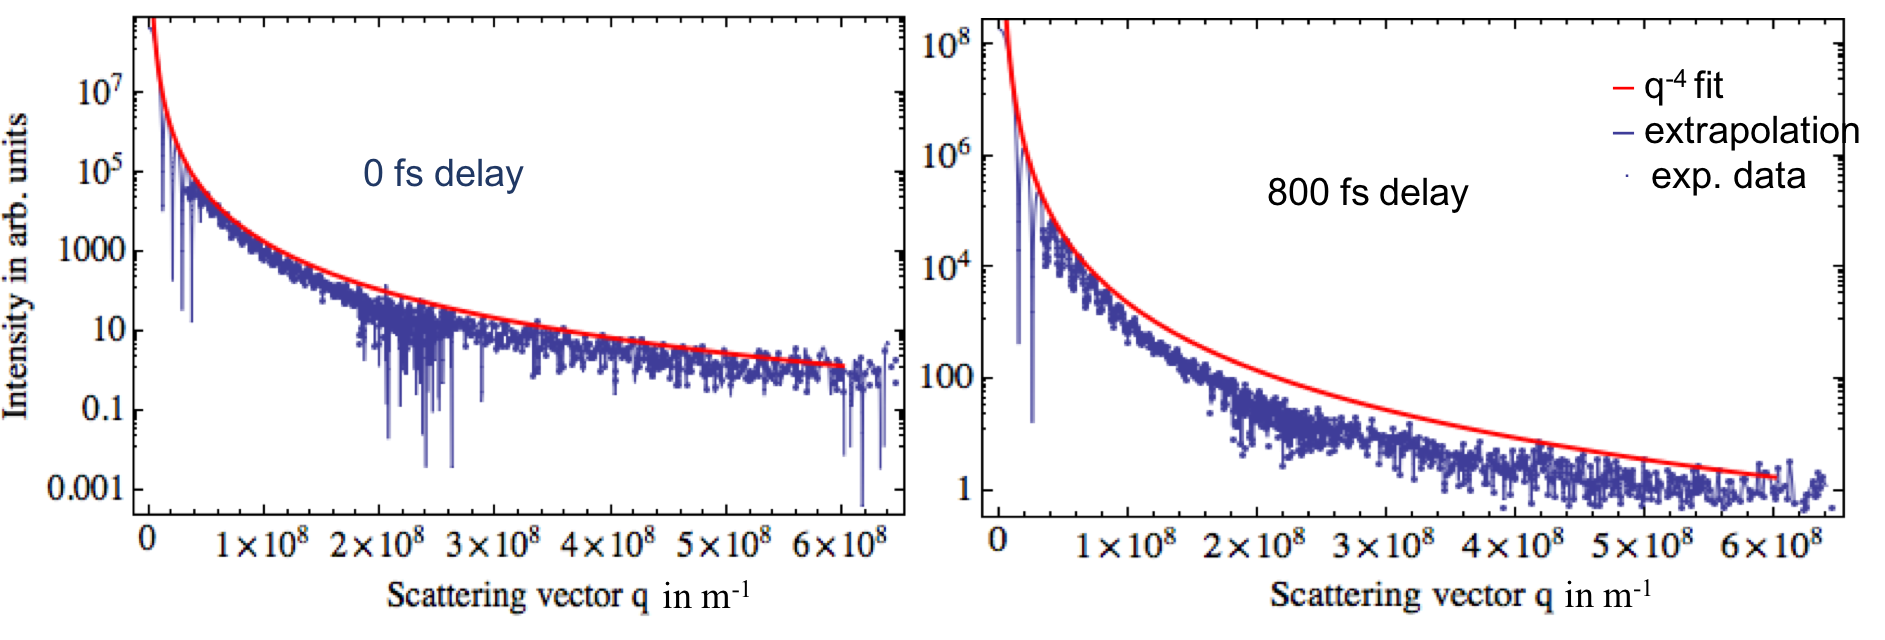 Intensity in arb. units
10⁷
10⁵
1000
10
0.1
0.001
0 fs delay
0 1×10⁸ 2×10⁸ 3×10⁸ 4×10⁸ 5×10⁸ 6×10⁸
Scattering vector q in m⁻¹
10⁸
10⁶
10⁴
100
1
q⁻⁴ fit
extrapolation
exp. data
800 fs delay
0 1×10⁸ 2×10⁸ 3×10⁸ 4×10⁸ 5×10⁸ 6×10⁸
Scattering vector q in m⁻¹